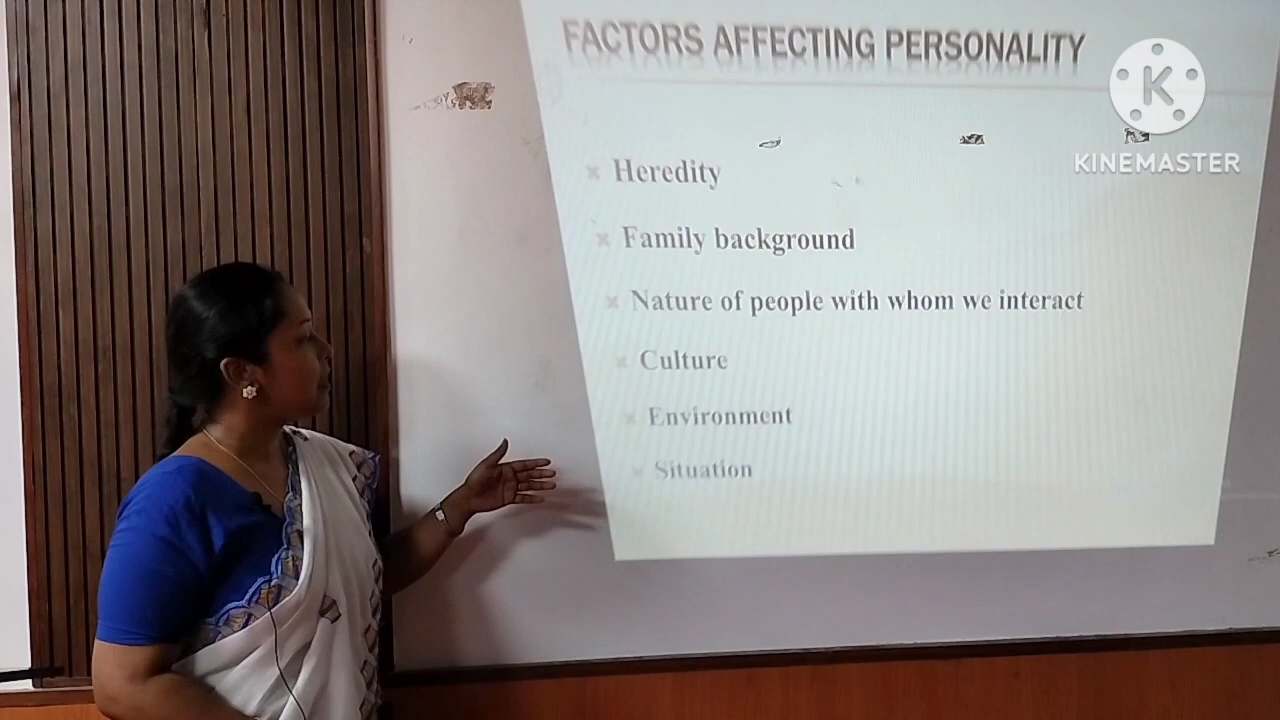 FACTORS AFFECTING PERSONALITY
K
KINEMASTER
Heredity
Family background
Nature of people with whom we interact
Culture
Environment
Situation